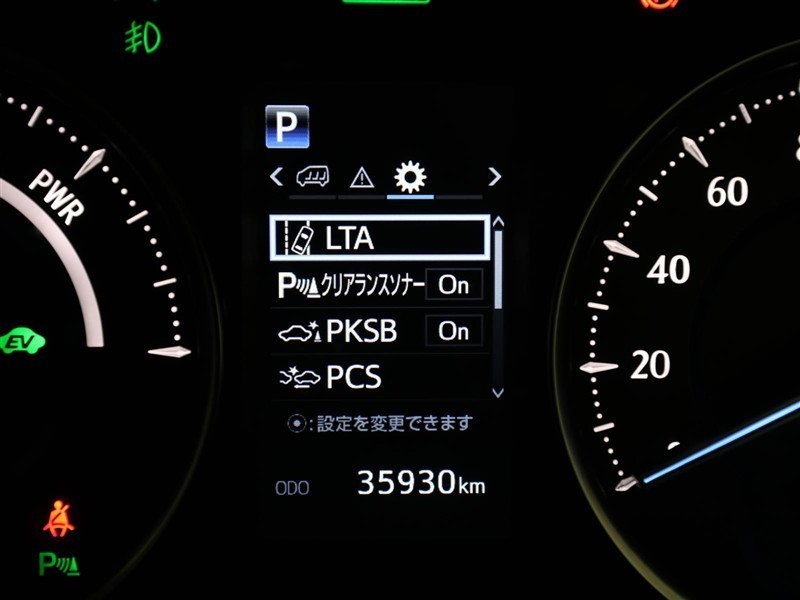 P
PWR
60
LTA
40
Pクリアランスソナー On
EV
PKSB On
20
PCS
:設定を変更できます
ODO 35930km
P